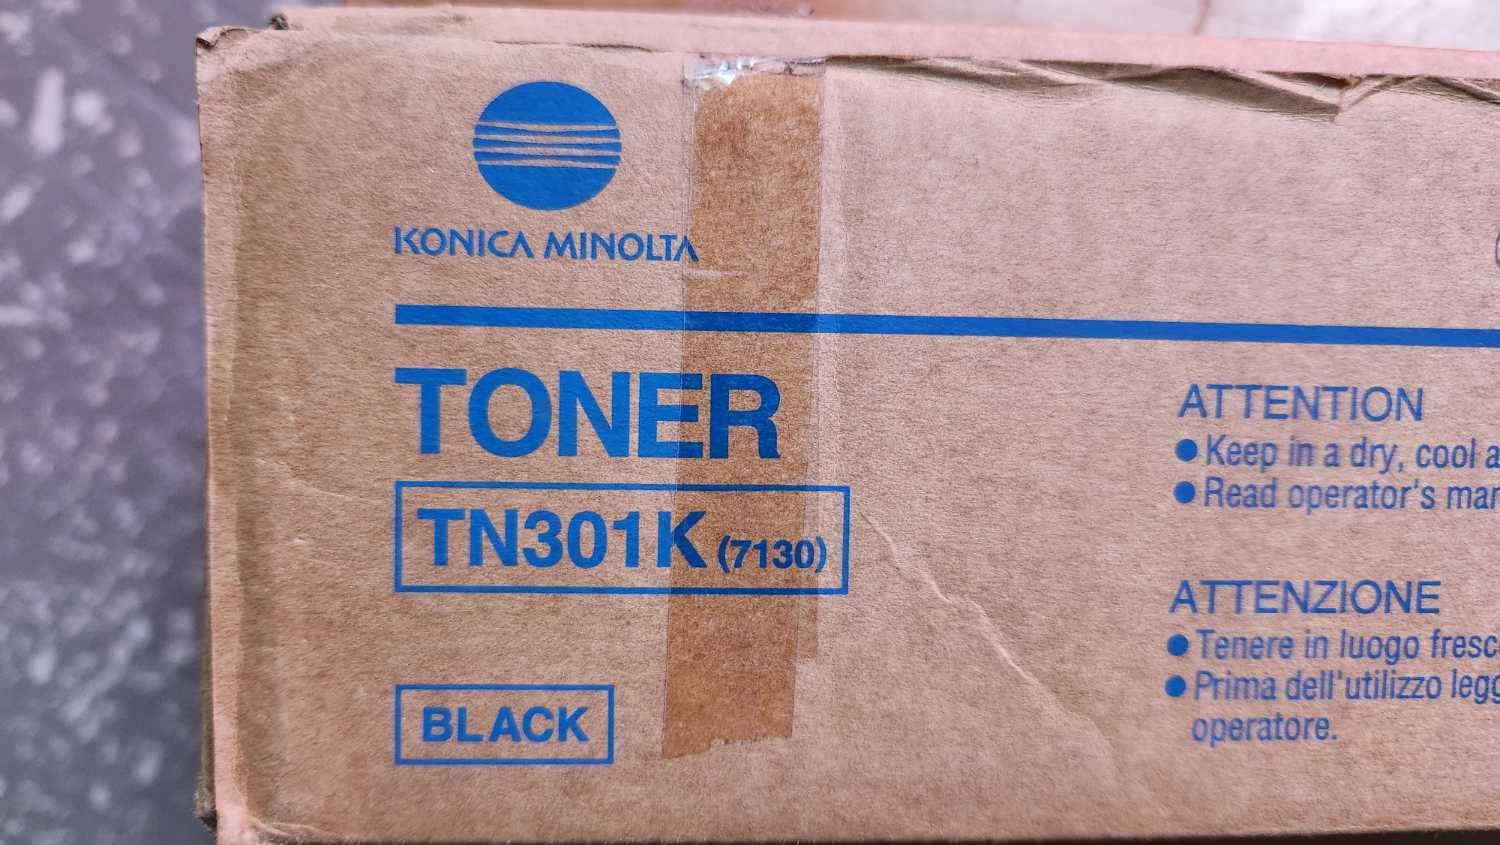 KONICA MINOLTA
TONER
TN301K (7130)
BLACK
ATTENTION
● Keep in a dry, cool
● Read operator's
ATTENZIONE
● Tenere in luogo
● Prima dell'utilizzo
operatore.